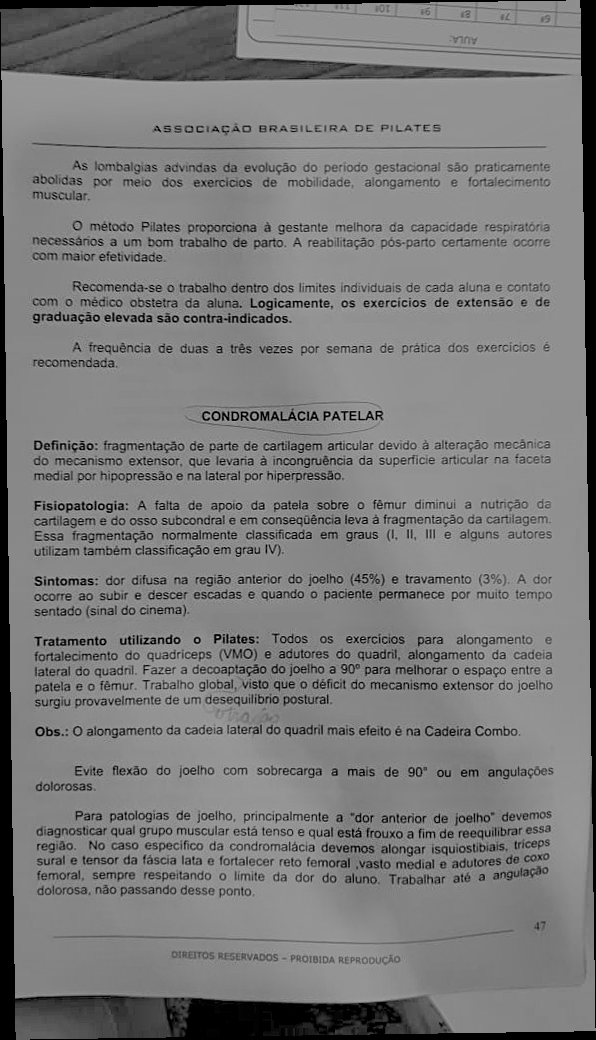 AULA:
6ª 7ª 8ª 9ª 10ª 11ª
ASSOCIAÇÃO BRASILEIRA DE PILATES
As lombalgias advindas da evolução do período gestacional são praticamente
abolidas por meio dos exercícios de mobilidade, alongamento e fortalecimento
muscular.
O método Pilates proporciona à gestante melhora da capacidade respiratória
necessários a um bom trabalho de parto. A reabilitação pós-parto certamente ocorre
com maior efetividade.
Recomenda-se o trabalho dentro dos limites individuais de cada aluna e contato
com o médico obstetra da aluna. Logicamente, os exercícios de extensão e de
graduação elevada são contra-indicados.
A frequência de duas a três vezes por semana de prática dos exercícios é
recomendada.
CONDROMALÁCIA PATELAR
Definição: fragmentação de parte de cartilagem articular devido à alteração mecânica
do mecanismo extensor, que levaria à incongruência da superfície articular na faceta
medial por hipopressão e na lateral por hiperpressão.
Fisiopatologia: A falta de apoio da patela sobre o fêmur diminui a nutrição da
cartilagem e do osso subcondral e em conseqüência leva à fragmentação da cartilagem.
Essa fragmentação normalmente classificada em graus (I, II, III e alguns autores
utilizam também classificação em grau IV).
Sintomas: dor difusa na região anterior do joelho (45%) e travamento (3%). A dor
ocorre ao subir e descer escadas e quando o paciente permanece por muito tempo
sentado (sinal do cinema).
Tratamento utilizando o Pilates: Todos os exercícios para alongamento e
fortalecimento do quadríceps (VMO) e adutores do quadril, alongamento da cadeia
lateral do quadril. Fazer a decoaptação do joelho a 90° para melhorar o espaço entre a
patela e o fêmur. Trabalho global, visto que o déficit do mecanismo extensor do joelho
surgiu provavelmente de um desequilíbrio postural.
Obs.: O alongamento da cadeia lateral do quadril mais efeito é na Cadeira Combo.
Evite flexão do joelho com sobrecarga a mais de 90° ou em angulações
dolorosas.
Para patologias de joelho, principalmente a "dor anterior de joelho" devemos
diagnosticar qual grupo muscular está tenso e qual está frouxo a fim de reequilibrar essa
região. No caso específico da condromalácia devemos alongar isquiostibiais, tríceps
sural e tensor da fáscia lata e fortalecer reto femoral ,vasto medial e adutores de coxo
femoral, sempre respeitando o limite da dor do aluno. Trabalhar até a angulação
dolorosa, não passando desse ponto.
47
DIREITOS RESERVADOS – PROIBIDA REPRODUÇÃO